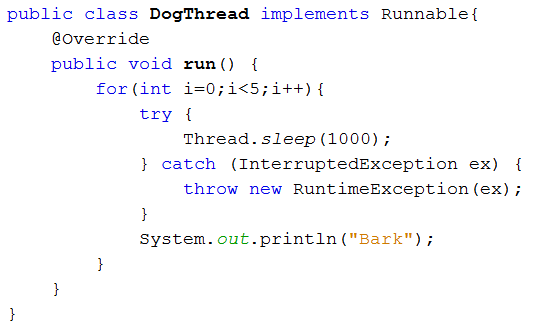 public class DogThread implements Runnable{
    @Override
    public void run() {
        for(int i=0;i<5;i++){
            try {
                Thread.sleep(1000);
            } catch (InterruptedException ex) {
                throw new RuntimeException(ex);
            }
            System.out.println("Bark");
        }
    }
}